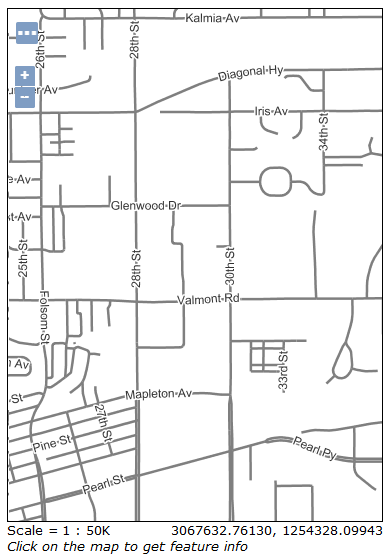 Kalmia Av
26th St
28th St
Diagonal Hy
+
–
Av
Iris Av
34th St
e Av
Glenwood Dr
t Av
25th St
28th St
30th St
Folsom St
Valmont Rd
n Av
33rd St
St
Mapleton Av
27th St
Pine St
Pearl Py
Pearl St
Scale = 1 : 50K 3067632.76130, 1254328.09943
Click on the map to get feature info